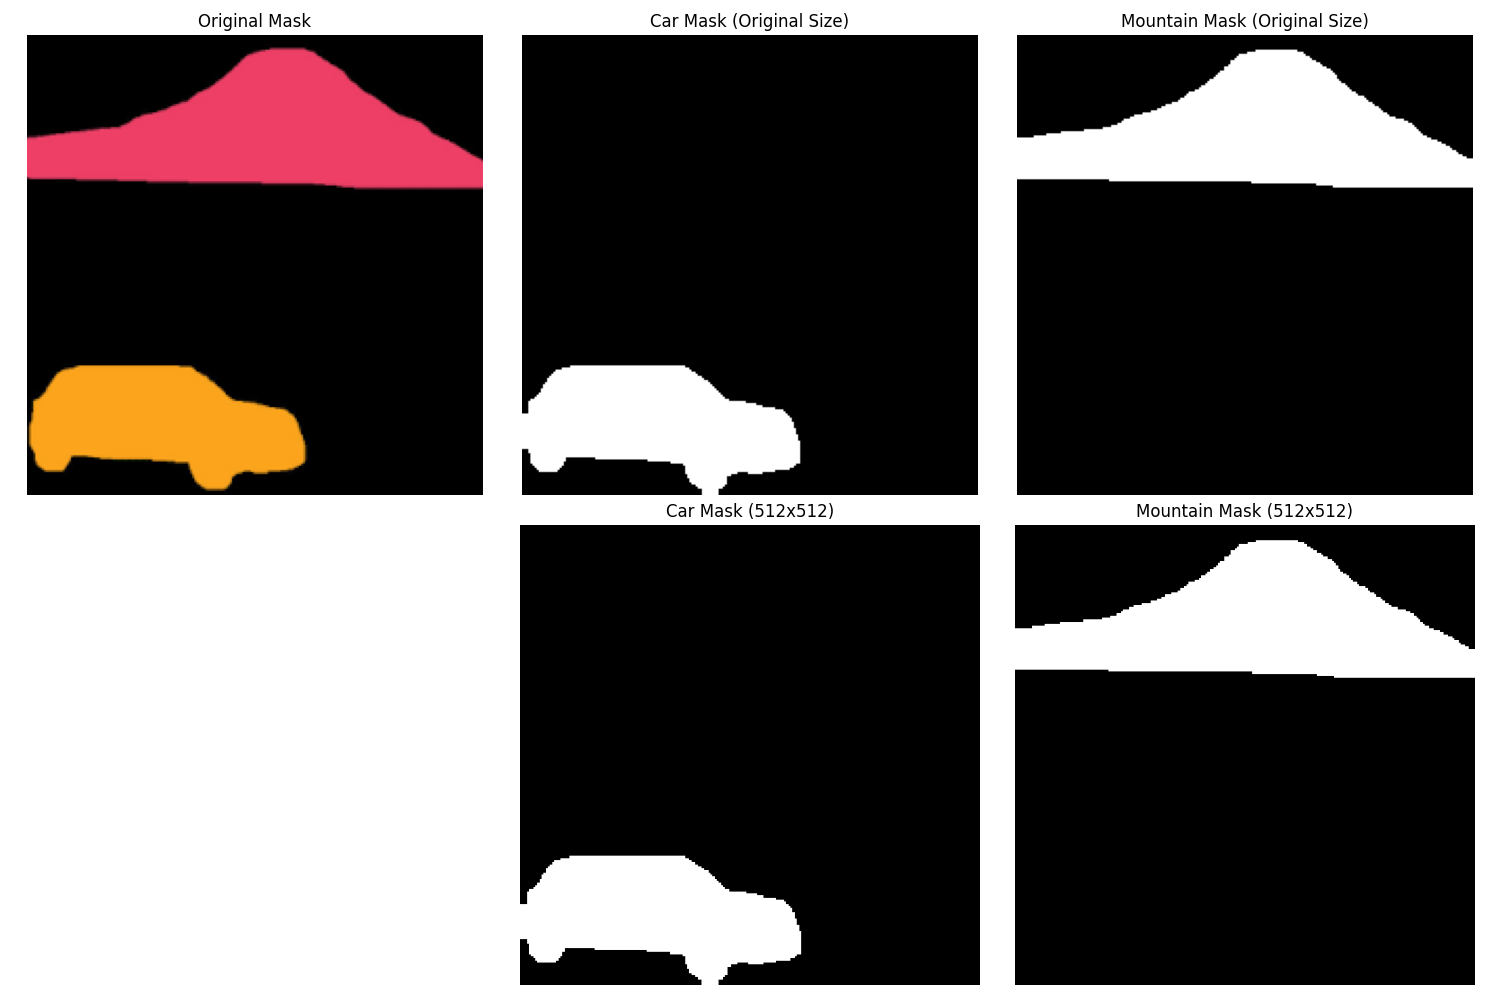 Original Mask
Car Mask (Original Size)
Mountain Mask (Original Size)
Car Mask (512x512)
Mountain Mask (512x512)